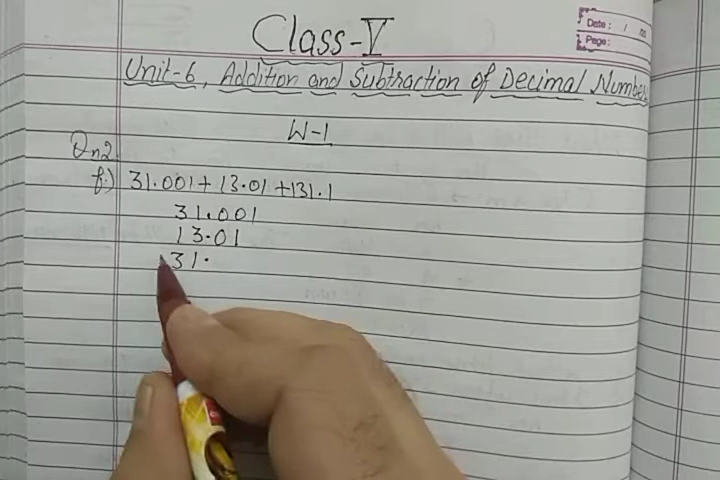 Class-V
Date: /
Page:
Unit-6, Addition and Subtraction of Decimal Number
W-1
Qn2.
f.) 31.001+13.01+131.1
31.001
13.01
31.